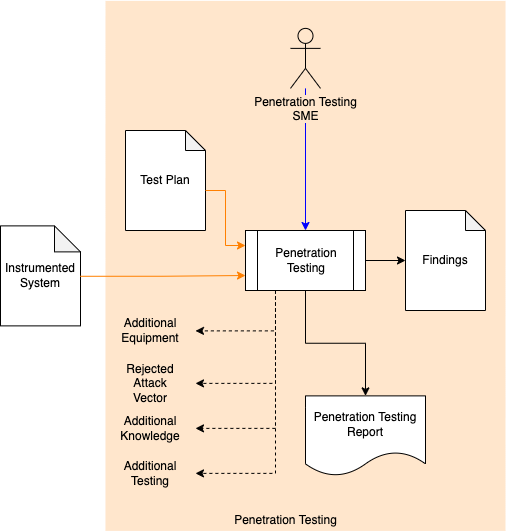 Penetration Testing
SME
Test Plan
Instrumented
System
Penetration
Testing
Findings
Additional
Equipment
Rejected
Attack
Vector
Additional
Knowledge
Additional
Testing
Penetration Testing
Report
Penetration Testing